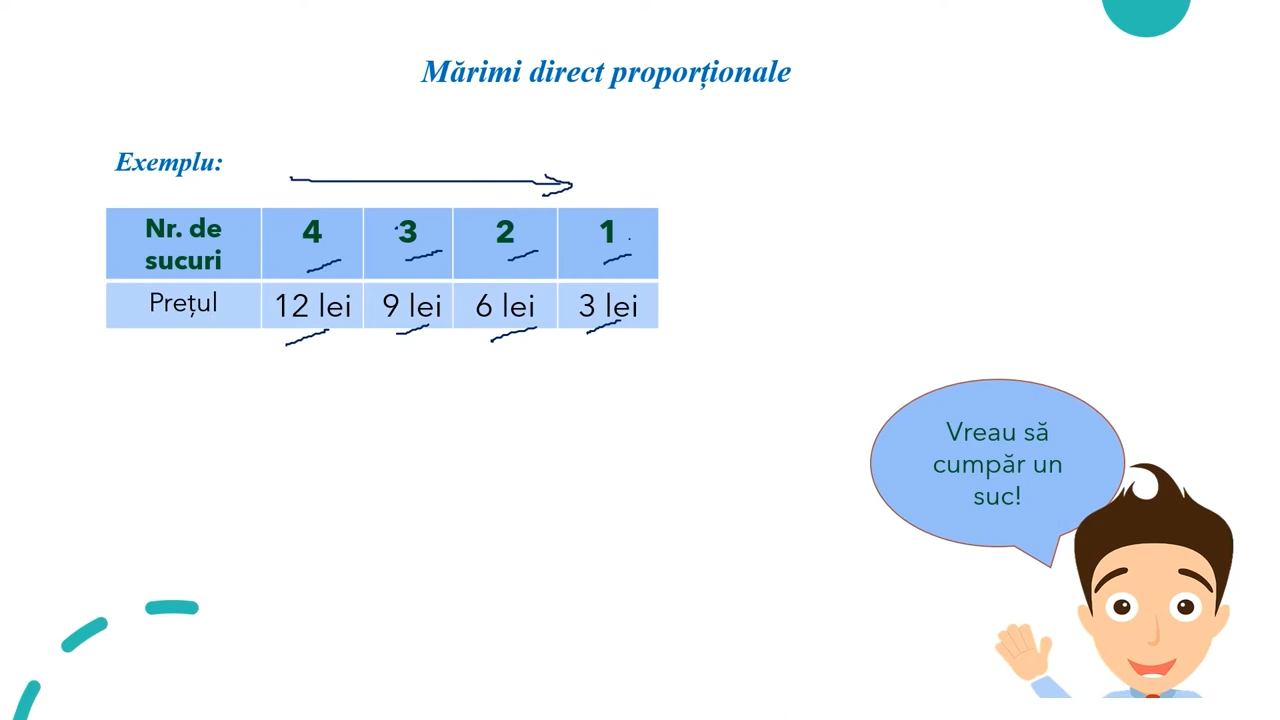 Mărimi direct proporționale
Exemplu:
Nr. de sucuri 4 3 2 1
Prețul 12 lei 9 lei 6 lei 3 lei
Vreau să
cumpăr un
suc!